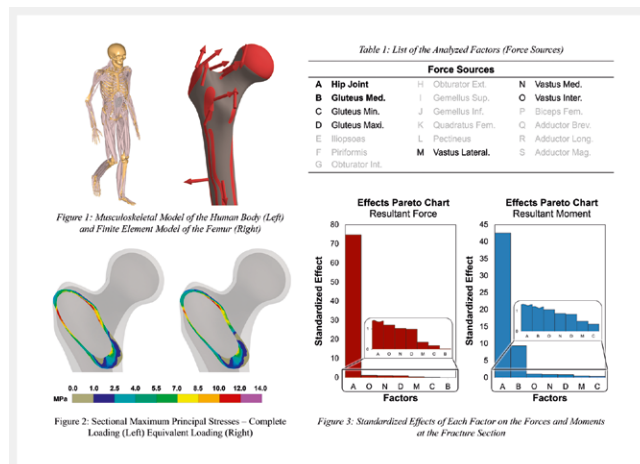 Table 1: List of the Analyzed Factors (Force Sources)
Force Sources
A Hip Joint H Obturator Ext. N Vastus Med.
B Gluteus Med. I Gemellus Sup. O Vastus Inter.
C Gluteus Min. J Gemellus Inf. P Biceps Fem.
D Gluteus Maxi. K Quadratus Fem. Q Adductor Brev.
E Iliopsoas L Pectineus R Adductor Long.
F Piriformis M Vastus Lateral. S Adductor Mag.
G Obturator Int.
Figure 1: Musculoskeletal Model of the Human Body (Left)
and Finite Element Model of the Femur (Right)
0.0 1.0 2.5 4.0 5.5 7.0 8.5 10.0 12.0 14.0
MPa
Figure 2: Sectional Maximum Principal Stresses – Complete
Loading (Left) Equivalent Loading (Right)
Effects Pareto Chart
Resultant Force
Standardized Effect
80
70
60
50
40
30
20
10
0
A O N D M C B
A O N D M C B
Factors
Effects Pareto Chart
Resultant Moment
Standardized Effect
45
40
35
30
25
20
15
10
5
0
A B O N D M C
A B O N D M C
Factors
Figure 3: Standardized Effects of Each Factor on the Forces and Moments
at the Fracture Section